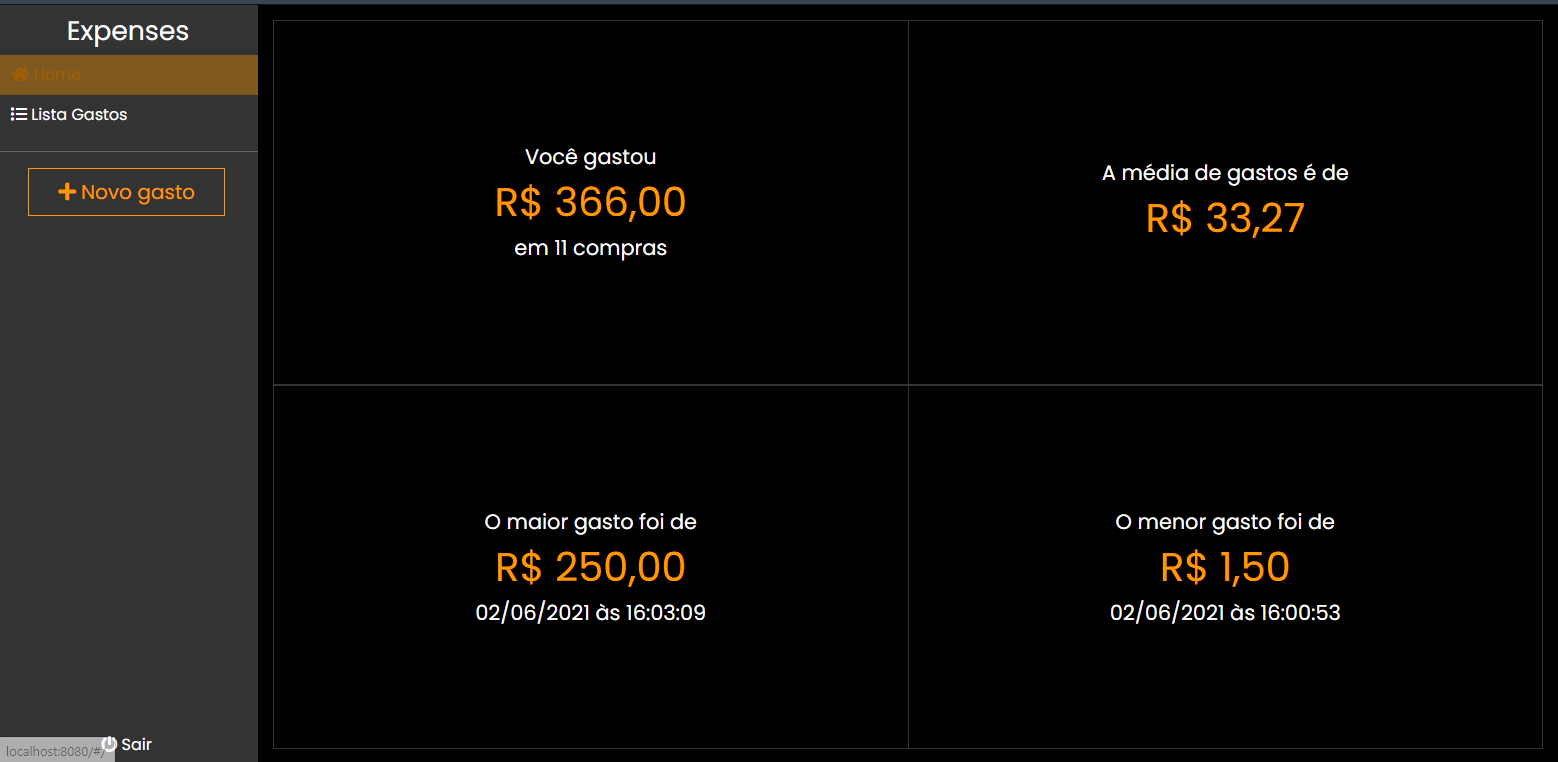 Expenses
Home
Lista Gastos
Novo gasto
Você gastou
R$ 366,00
em 11 compras
A média de gastos é de
R$ 33,27
O maior gasto foi de
R$ 250,00
02/06/2021 às 16:03:09
O menor gasto foi de
R$ 1,50
02/06/2021 às 16:00:53
Sair
localhost:8080/#/